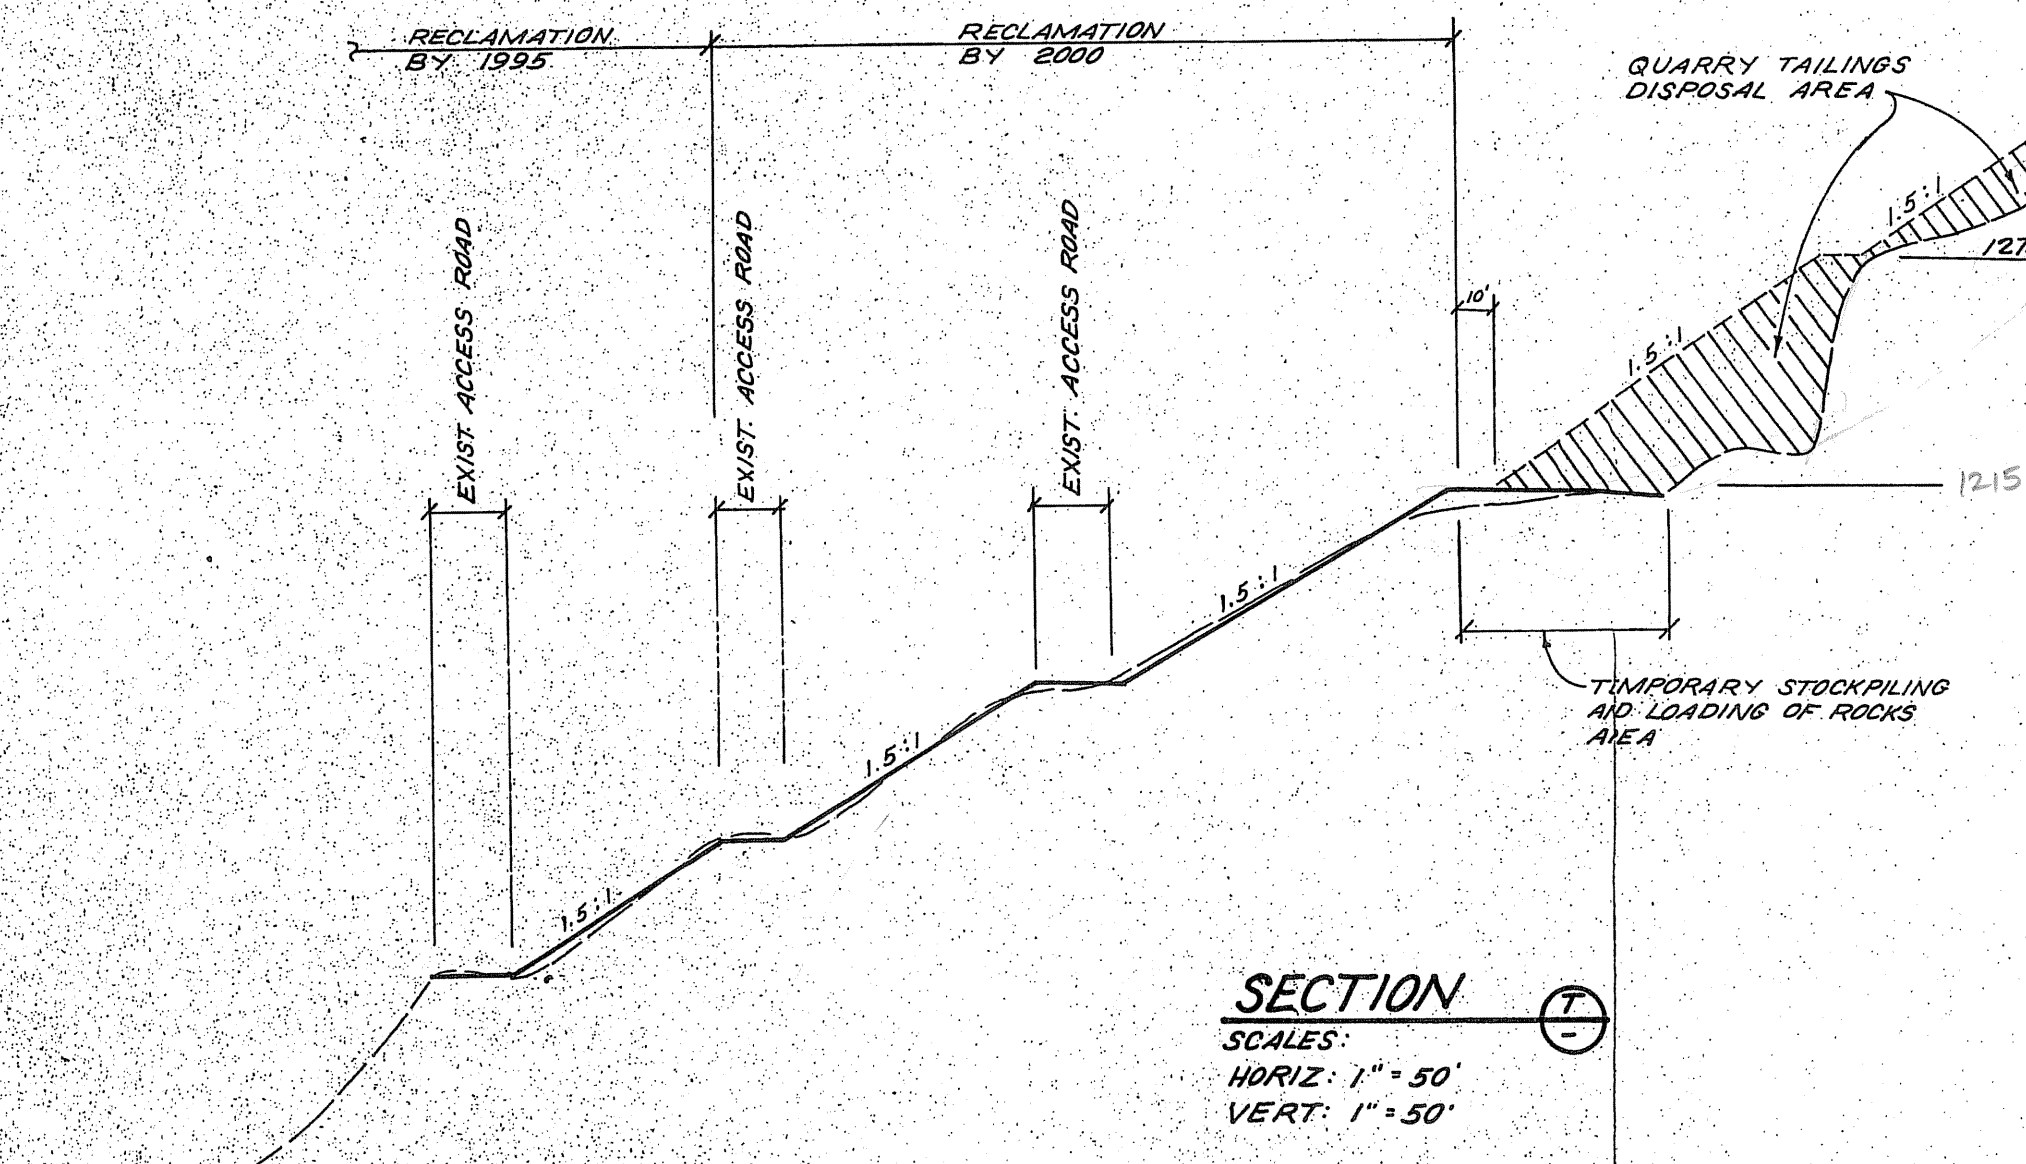 RECLAMATION
BY 1995
RECLAMATION
BY 2000
QUARRY TAILINGS
DISPOSAL AREA
1.5:1
127
10'
1.5:1
EXIST. ACCESS ROAD
EXIST. ACCESS ROAD
EXIST. ACCESS ROAD
1215
1.5:1
TIMPORARY STOCKPILING
AID LOADING OF ROCKS
AIEA
1.5:1
1.5:1
SECTION
T
-
SCALES:
HORIZ: 1" = 50'
VERT: 1" = 50'